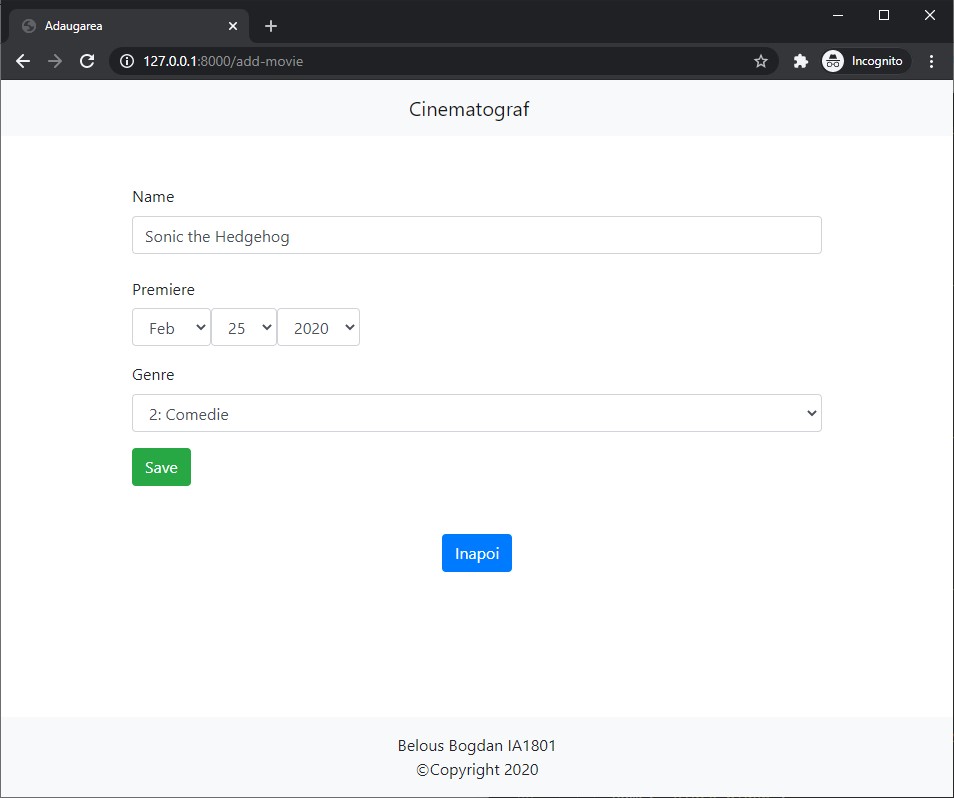 Adaugarea
127.0.0.1:8000/add-movie
Incognito
Cinematograf
Name
Sonic the Hedgehog
Premiere
Feb 25 2020
Genre
2: Comedie
Save
Inapoi
Belous Bogdan IA1801
©Copyright 2020